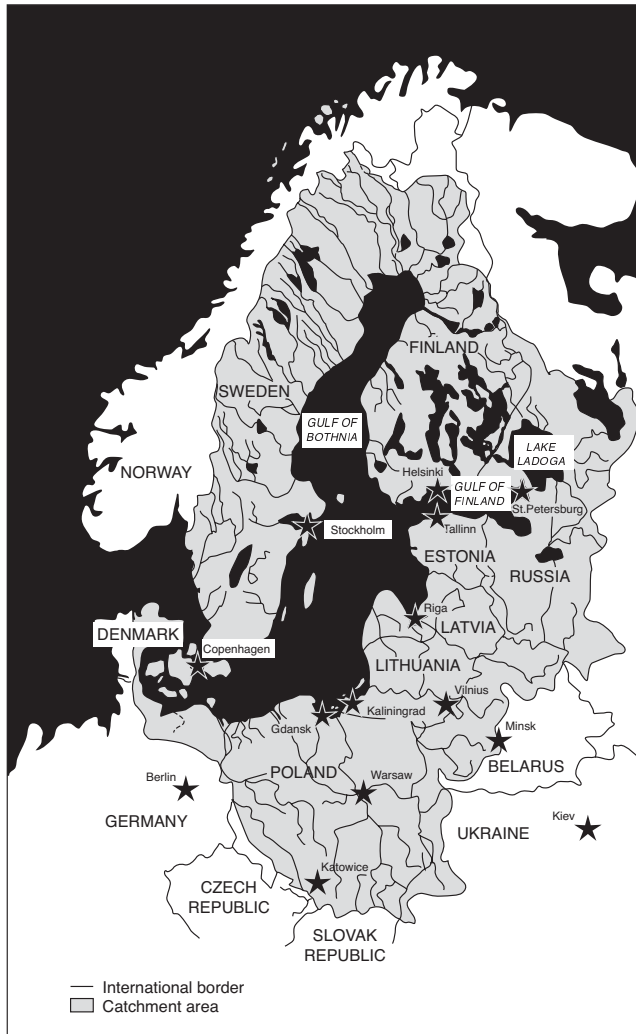 FINLAND
SWEDEN
GULF OF
BOTHNIA
LAKE
LADOGA
NORWAY
Helsinki
GULF OF
FINLAND
St.Petersburg
Stockholm
Tallinn
ESTONIA
RUSSIA
Riga
DENMARK
LATVIA
Copenhagen
LITHUANIA
Vilnius
Kaliningrad
Gdansk
Minsk
BELARUS
POLAND
Berlin
Warsaw
GERMANY
Kiev
UKRAINE
Katowice
CZECH
REPUBLIC
SLOVAK
REPUBLIC
International border
Catchment area